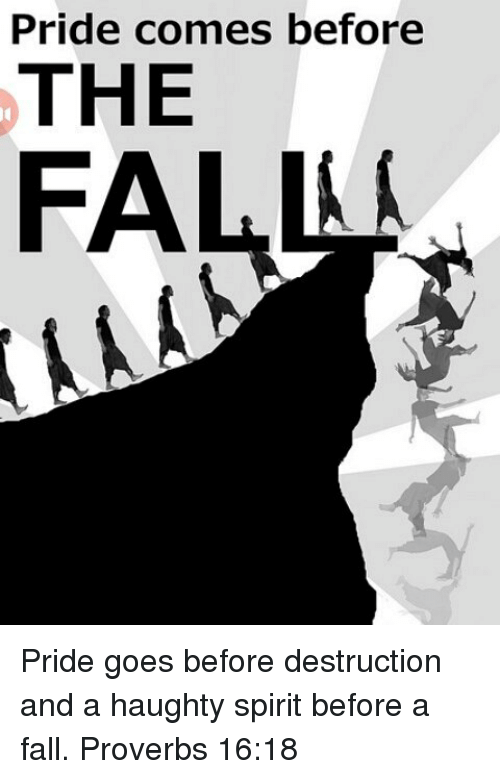 Pride comes before
THE
FALL
Pride goes before destruction
and a haughty spirit before a
fall. Proverbs 16:18